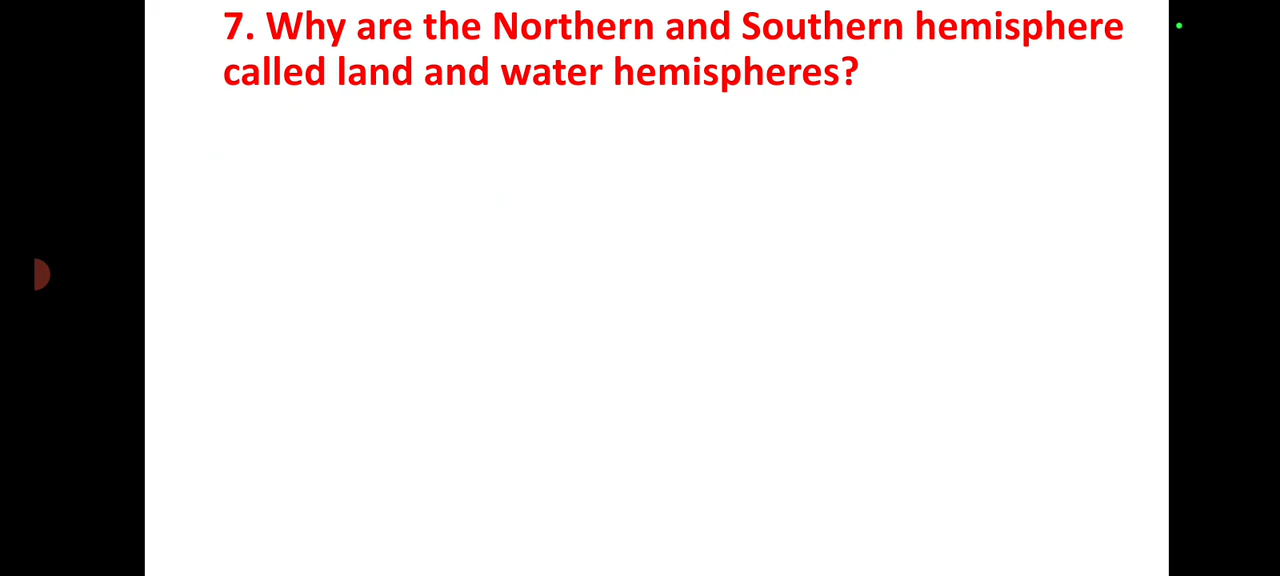 7. Why are the Northern and Southern hemisphere
called land and water hemispheres?